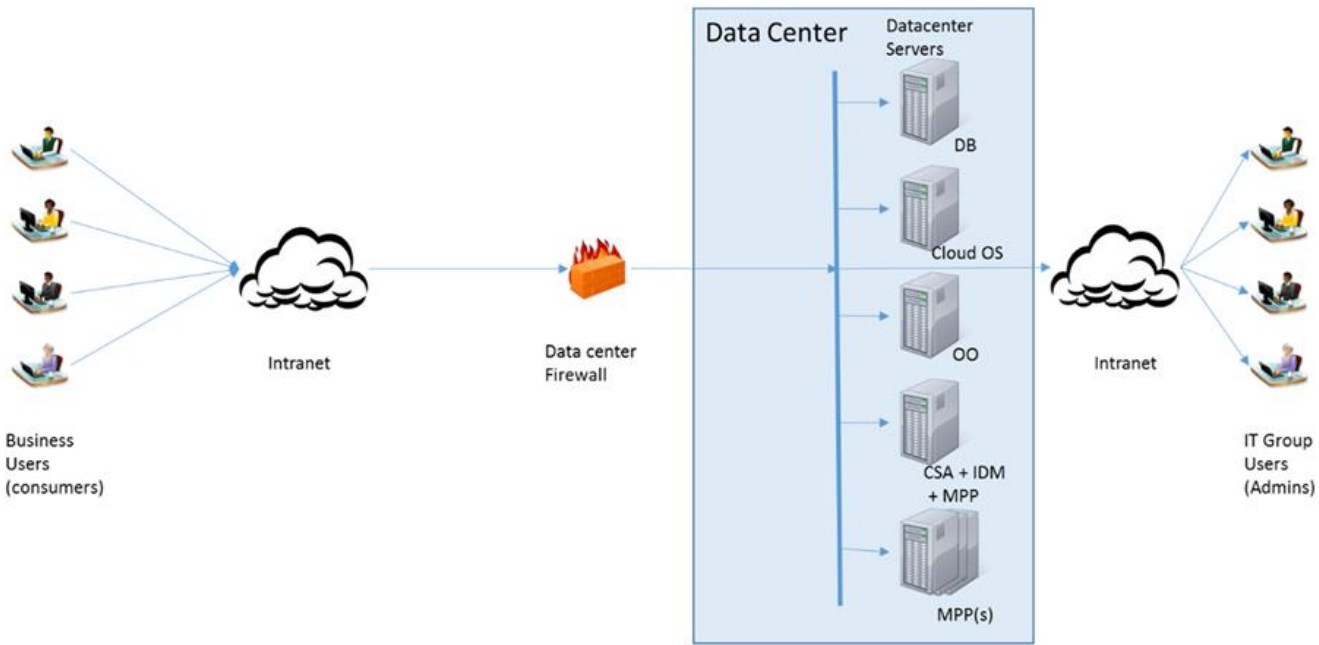 Data Center
Datacenter
Servers
DB
Cloud OS
Intranet
Data center
Firewall
OO
Intranet
Business
Users
(consumers)
CSA + IDM
+ MPP
IT Group
Users
(Admins)
MPP(s)